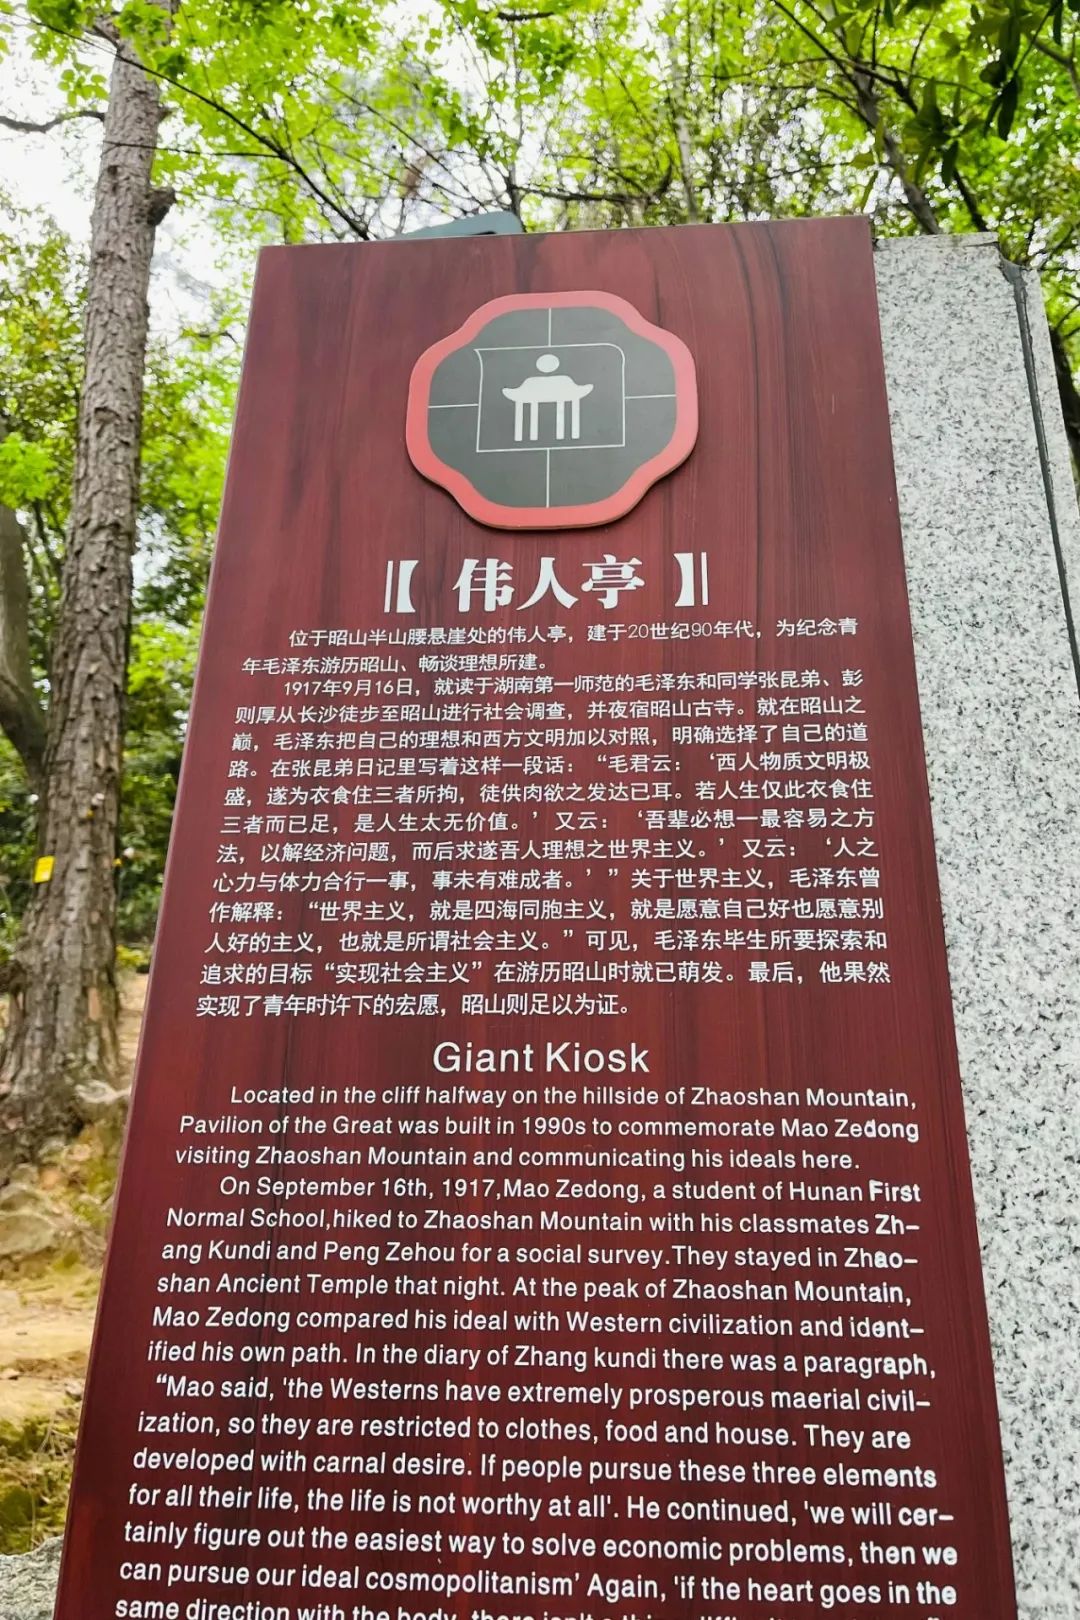 【伟人亭】
位于昭山半山腰悬崖处的伟人亭，建于20世纪90年代，为纪念青
年毛泽东游历昭山、畅谈理想所建。
1917年9月16日，就读于湖南第一师范的毛泽东和同学张昆弟、彭
则厚从长沙徒步至昭山进行社会调查，并夜宿昭山古寺。就在昭山之
巅，毛泽东把自己的理想和西方文明加以对照，明确选择了自己的道
路。在张昆弟日记里写着这样一段话：“毛君云：‘西人物质文明极
盛，遂为衣食住三者所拘，徒供肉欲之发达已耳。若人生仅此衣食住
三者而已足，是人生太无价值。’又云：‘吾辈必想一最容易之方
法，以解经济问题，而后求遂吾人理想之世界主义。’又云：‘人之
心力与体力合行一事，事未有难成者。’”关于世界主义，毛泽东曾
作解释：“世界主义，就是四海同胞主义，就是愿意自己好也愿意别
人好的主义，也就是所谓社会主义。”可见，毛泽东毕生所要探索和
追求的目标“实现社会主义”在游历昭山时就已萌发。最后，他果然
实现了青年时许下的宏愿，昭山则足以为证。
Giant Kiosk
Located in the cliff halfway on the hillside of Zhaoshan Mountain,
Pavilion of the Great was built in 1990s to commemorate Mao Zedong
visiting Zhaoshan Mountain and communicating his ideals here.
On September 16th, 1917,Mao Zedong, a student of Hunan First
Normal School,hiked to Zhaoshan Mountain with his classmates Zh-
ang Kundi and Peng Zehou for a social survey.They stayed in Zhao-
shan Ancient Temple that night. At the peak of Zhaoshan Mountain,
Mao Zedong compared his ideal with Western civilization and ident-
ified his own path. In the diary of Zhang kundi there was a paragraph,
“Mao said, 'the Westerns have extremely prosperous maerial civil-
ization, so they are restricted to clothes, food and house. They are
developed with carnal desire. If people pursue these three elements
for all their life, the life is not worthy at all'. He continued, 'we will cer-
tainly figure out the easiest way to solve economic problems, then we
can pursue our ideal cosmopolitanism' Again, 'if the heart goes in the
same direction with the body, there isn't